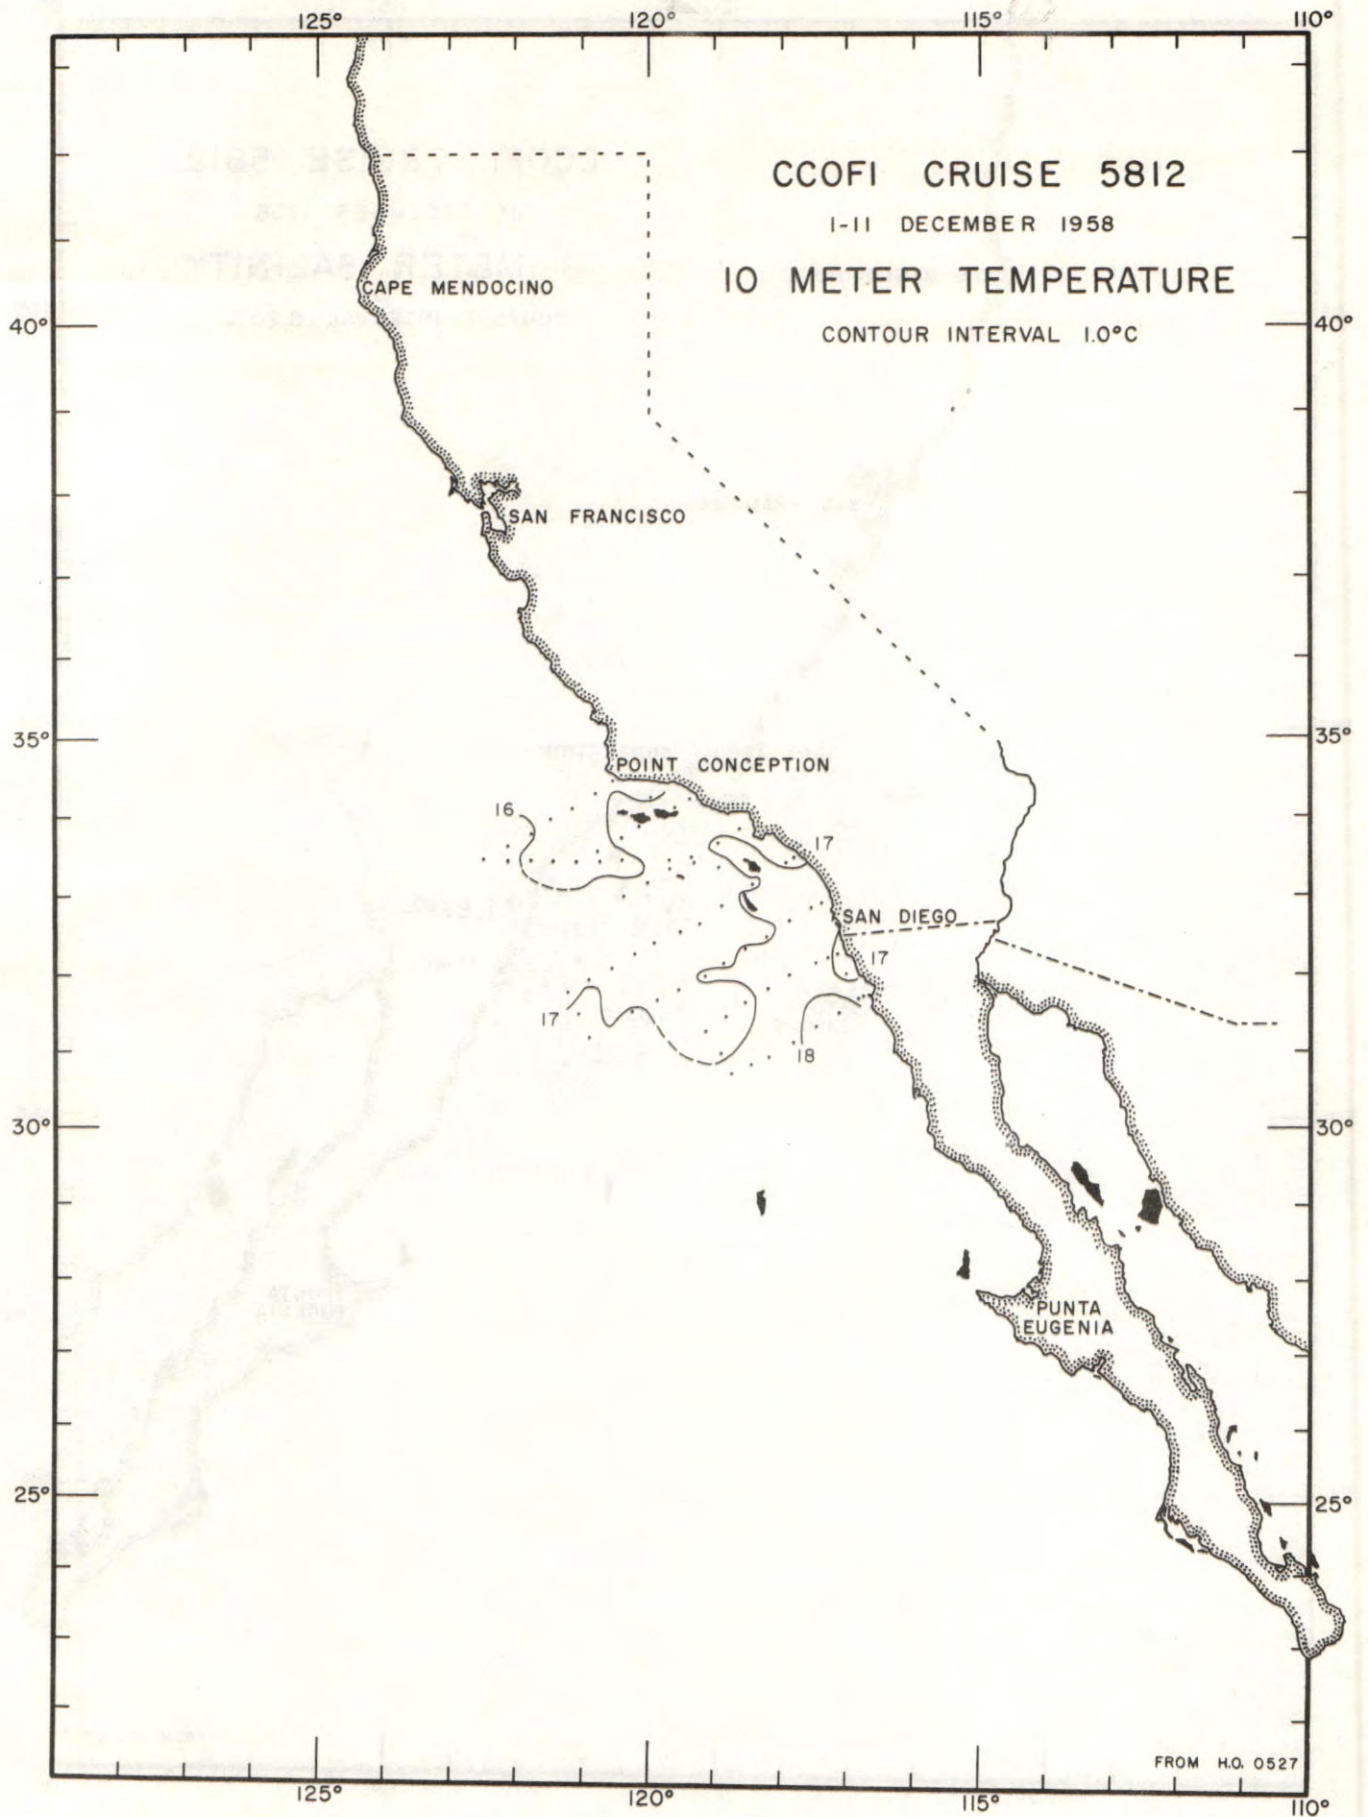 125° 120° 115° 110°
CCOFI CRUISE 5812
1-11 DECEMBER 1958
10 METER TEMPERATURE
CONTOUR INTERVAL 1.0°C
CAPE MENDOCINO
40° 40°
SAN FRANCISCO
35° 35°
POINT CONCEPTION
16
17
SAN DIEGO
17
17
18
30° 30°
PUNTA
EUGENIA
25° 25°
FROM H.O. 0527
125° 120° 115° 110°